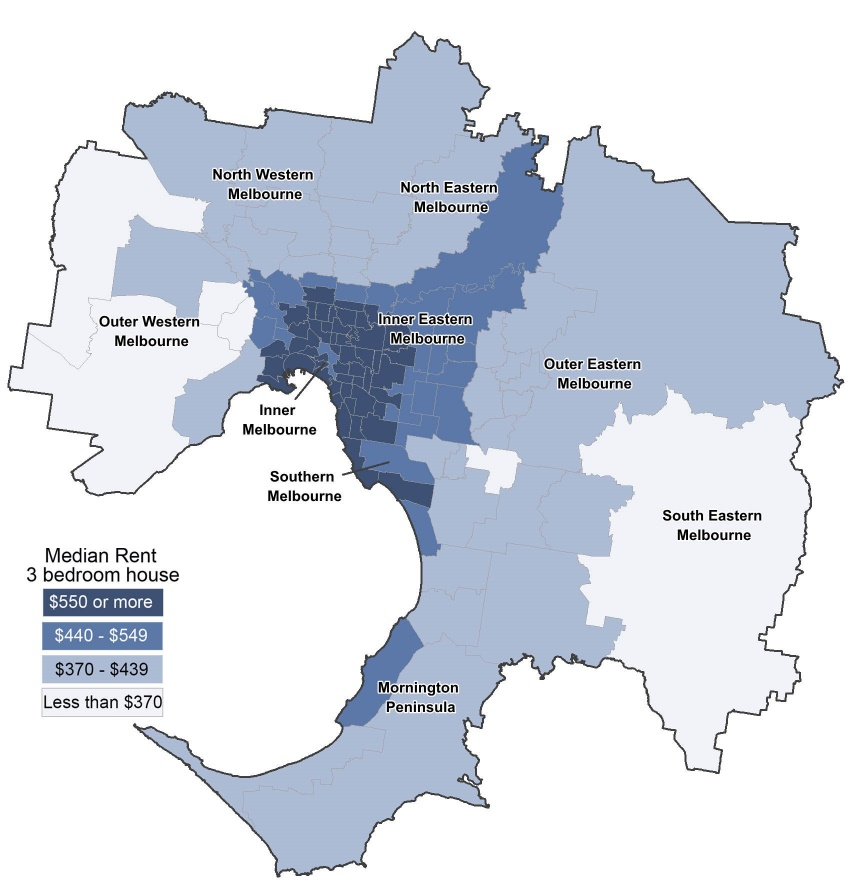 North Western
Melbourne
North Eastern
Melbourne
Outer Western
Melbourne
Inner Eastern
Melbourne
Outer Eastern
Melbourne
Inner
Melbourne
Southern
Melbourne
South Eastern
Melbourne
Median Rent
3 bedroom house
$550 or more
$440 - $549
$370 - $439
Less than $370
Mornington
Peninsula